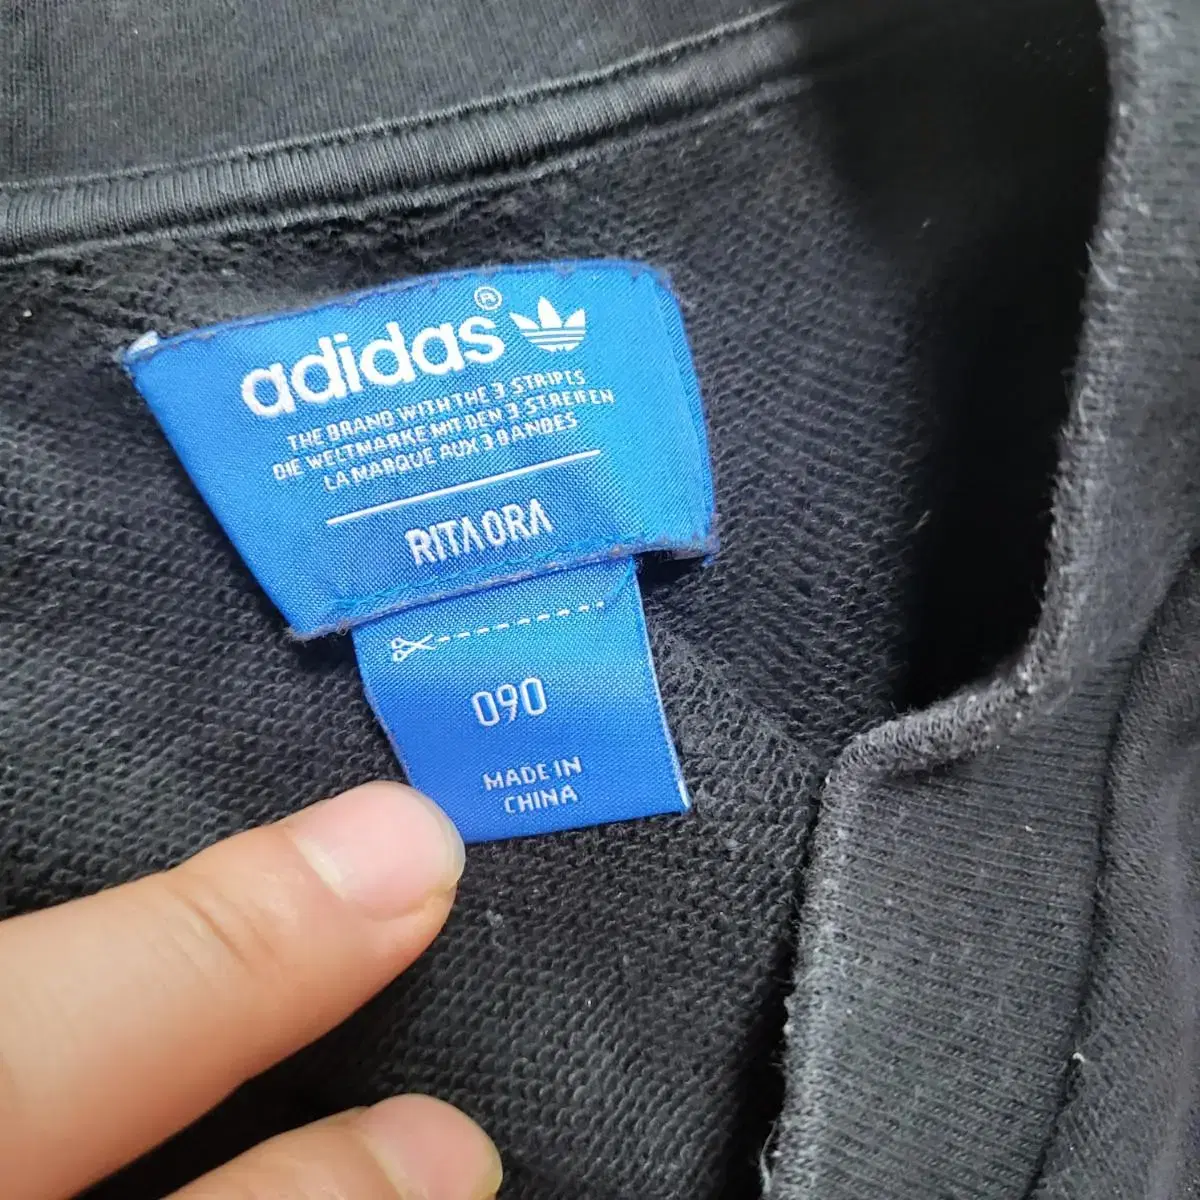 adidas®
THE BRAND WITH THE 3 STRIPES
DIE WELTMARKE MIT DEN 3 STREIFEN
LA MARQUE AUX 3 BANDES
RITA ORA
090
MADE IN
CHINA